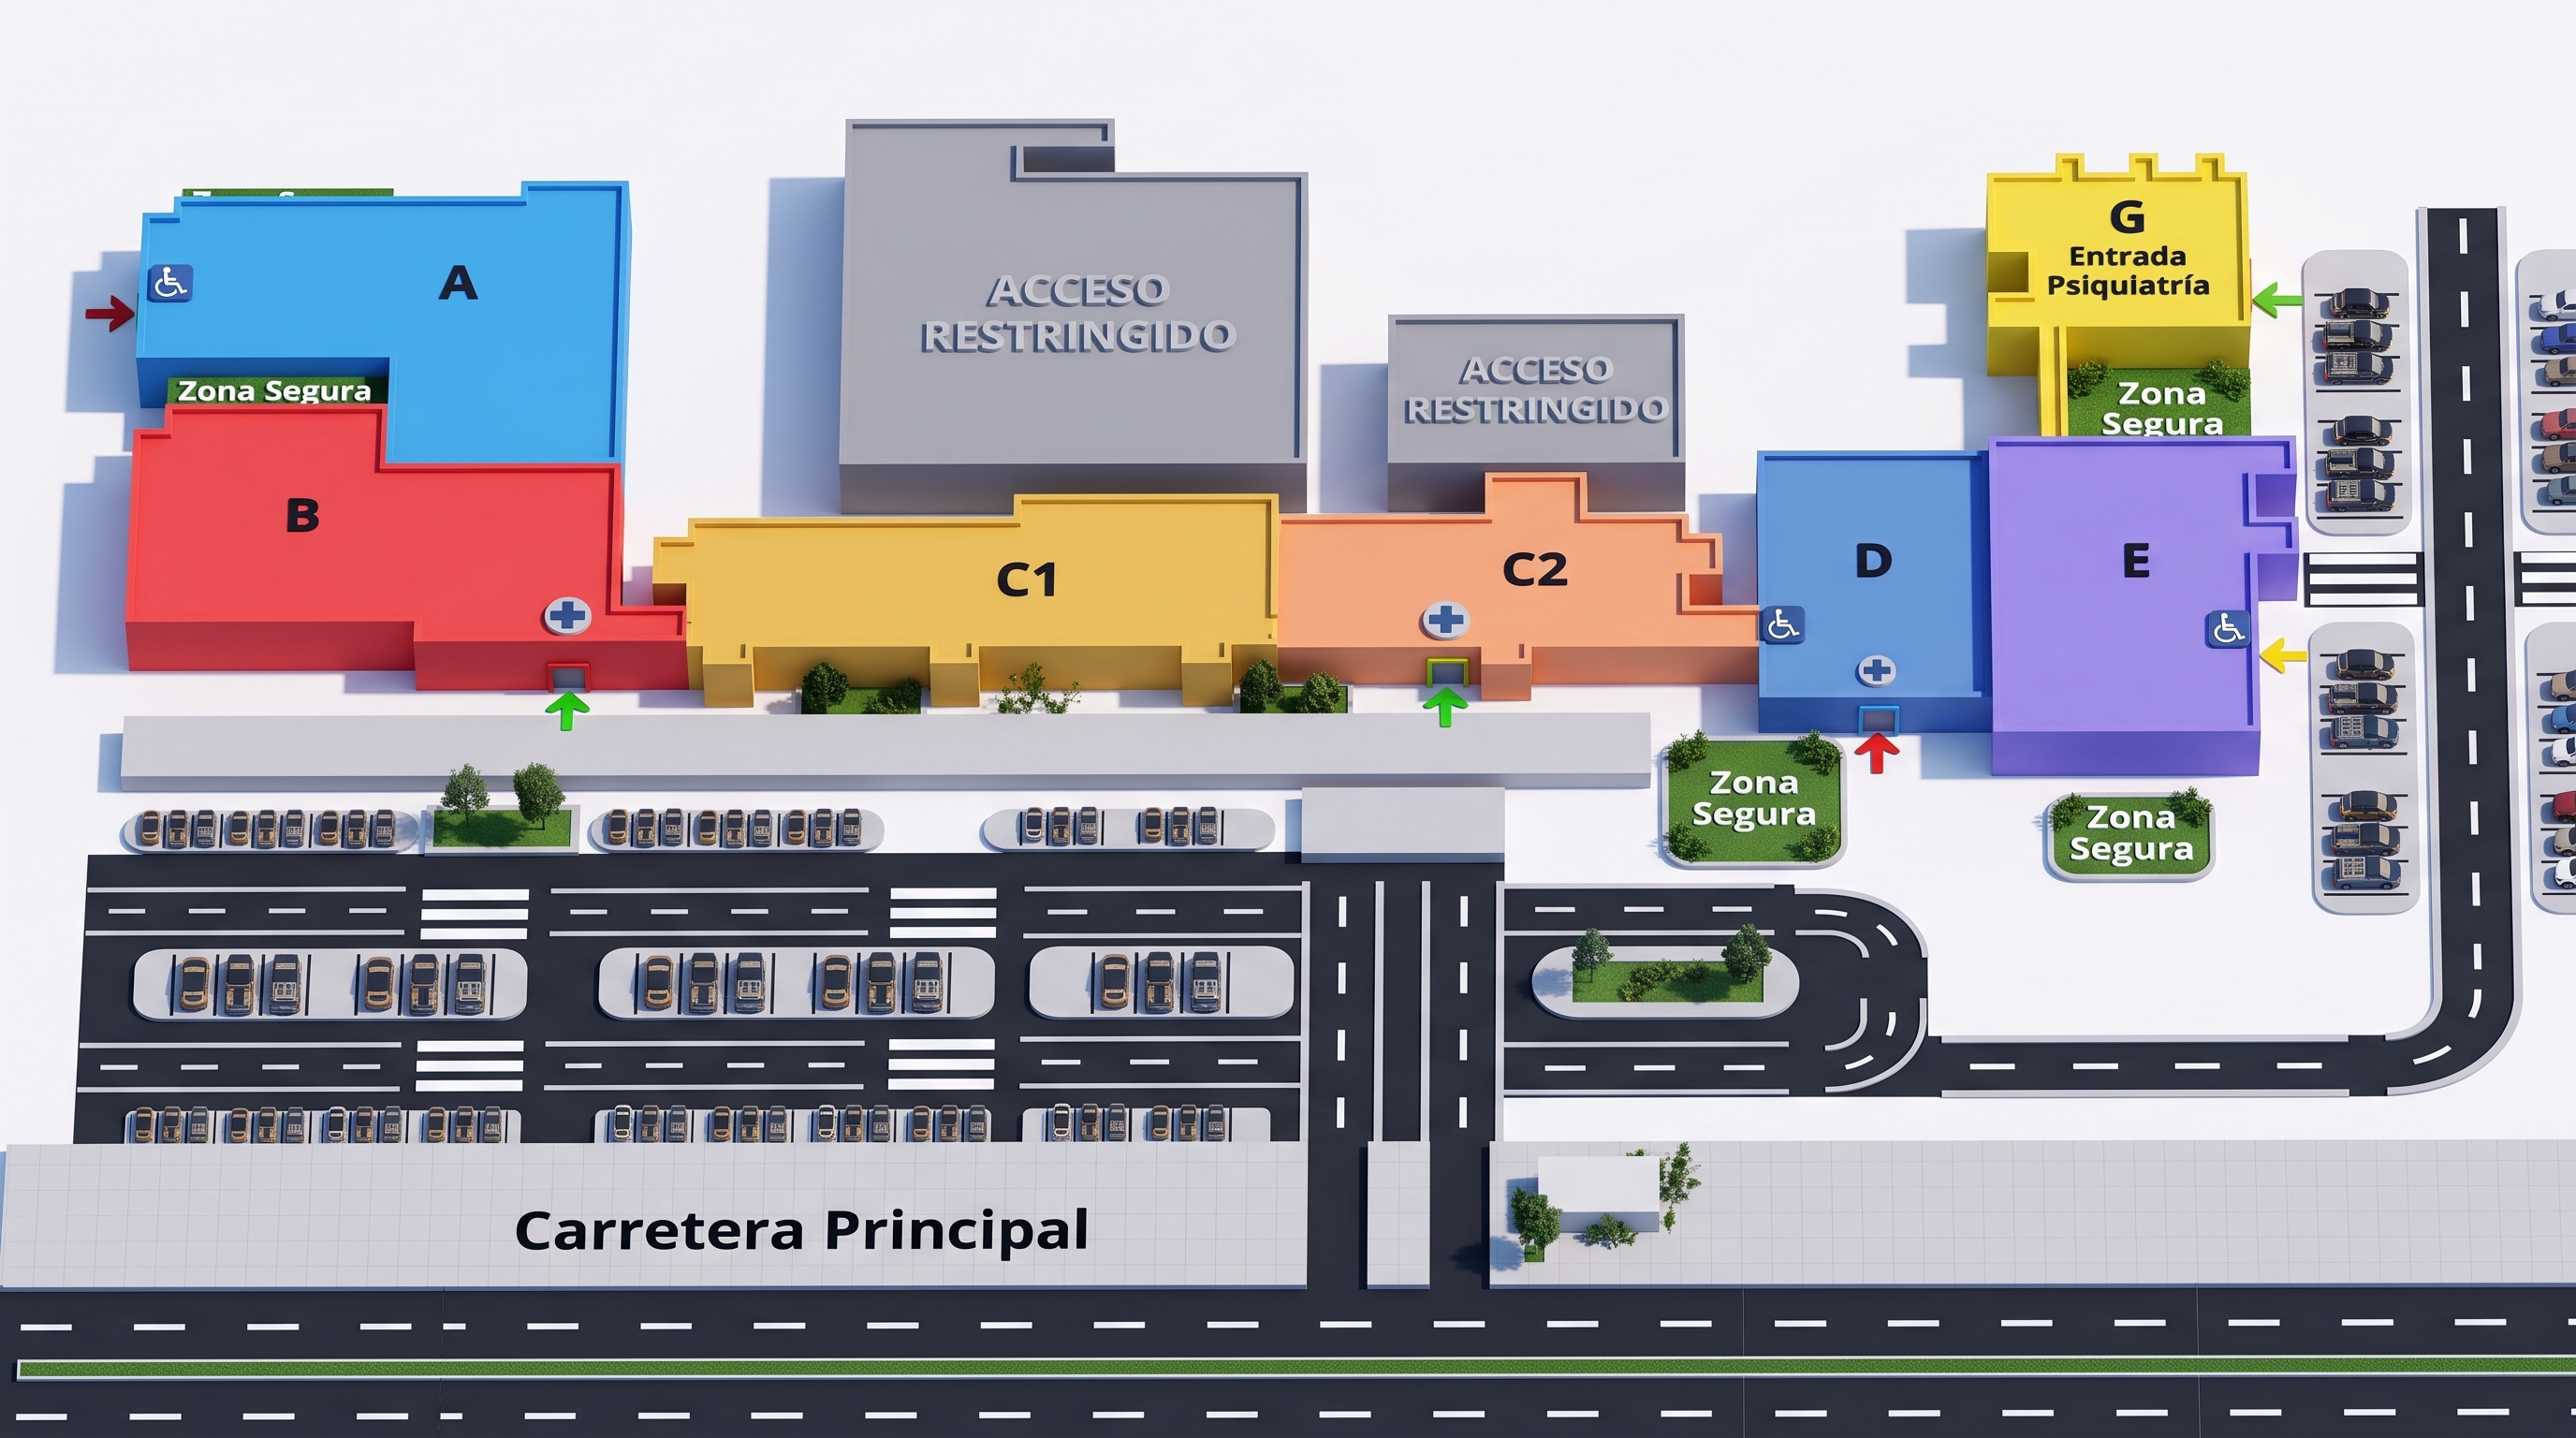 A
ACCESO
RESTRINGIDO
G
Entrada
Psiquiatría
ACCESO
RESTRINGIDO
Zona Segura
Zona
Segura
B
C1
C2
D
E
Zona
Segura
Zona
Segura
Carretera Principal